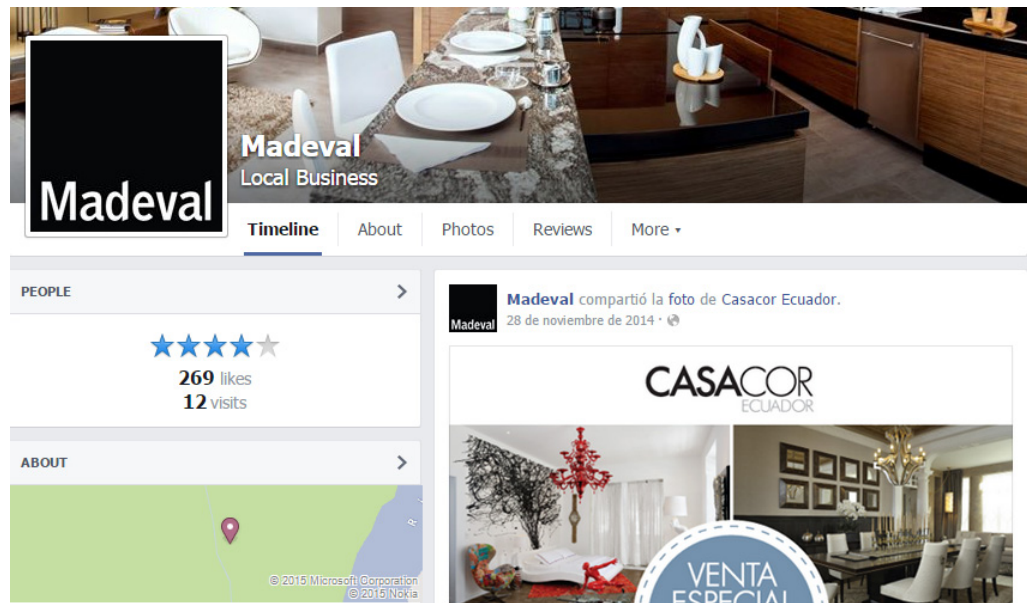 Madeval
Madeval
Local Business
Timeline About Photos Reviews More
PEOPLE
269 likes
12 visits
ABOUT
© 2015 Microsoft Corporation
© 2015 Nokia
Madeval compartió la foto de Casacor Ecuador.
Madeval
28 de noviembre de 2014
CASACOR
ECUADOR
VENTA
ESPECIAL